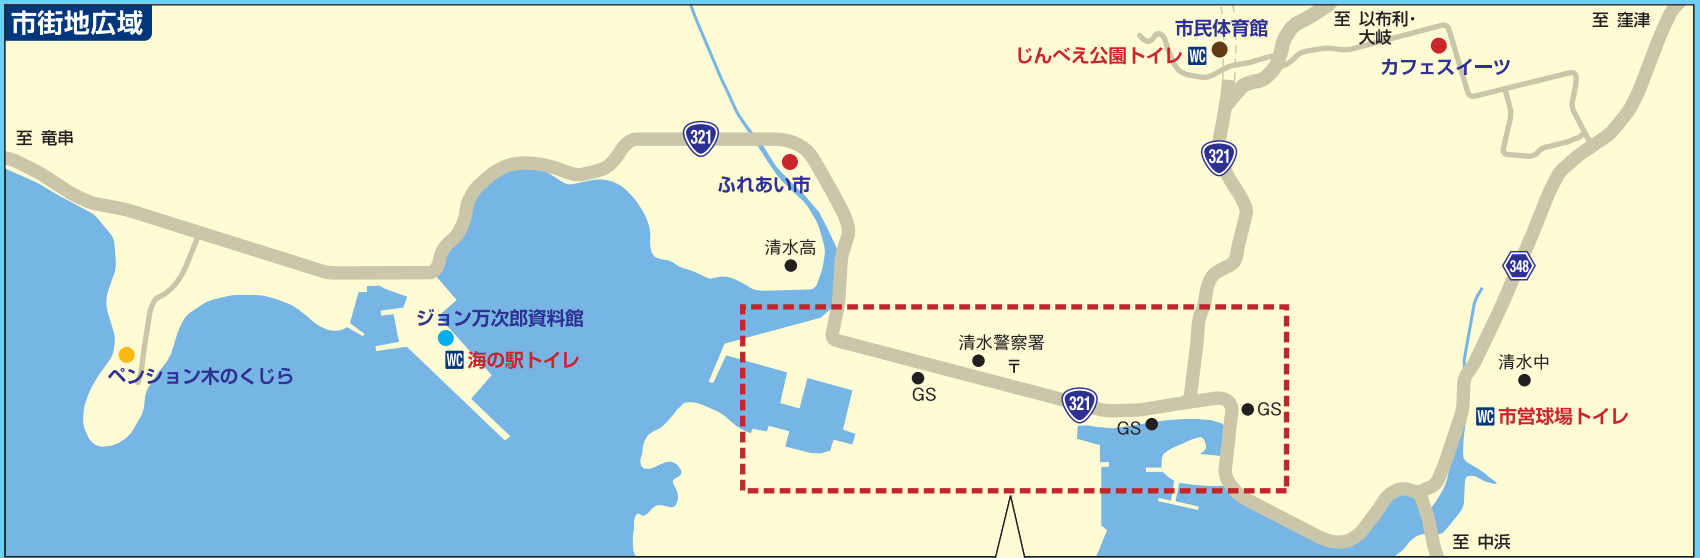 市街地広域
至 以布利・
大岐
至 窪津
市民体育館
じんべえ公園トイレ WC
カフェスイーツ
至 竜串
321
321
ふれあい市
清水高
348
ジョン万次郎資料館
WC 海の駅トイレ
ペンション木のくじら
清水警察署
〒
清水中
GS
321
GS
GS
WC 市営球場トイレ
至 中浜